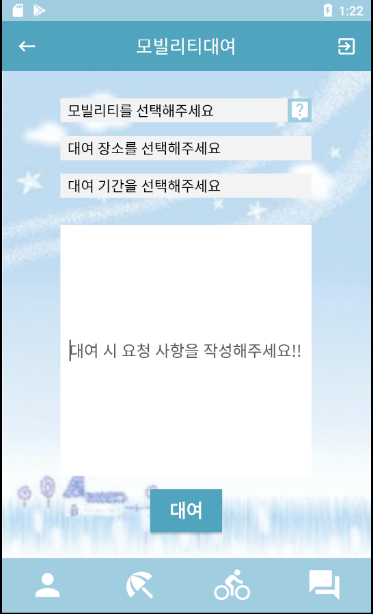 1:22
모빌리티대여
모빌리티를 선택해주세요
?
대여 장소를 선택해주세요
대여 기간을 선택해주세요
대여 시 요청 사항을 작성해주세요!!
대여